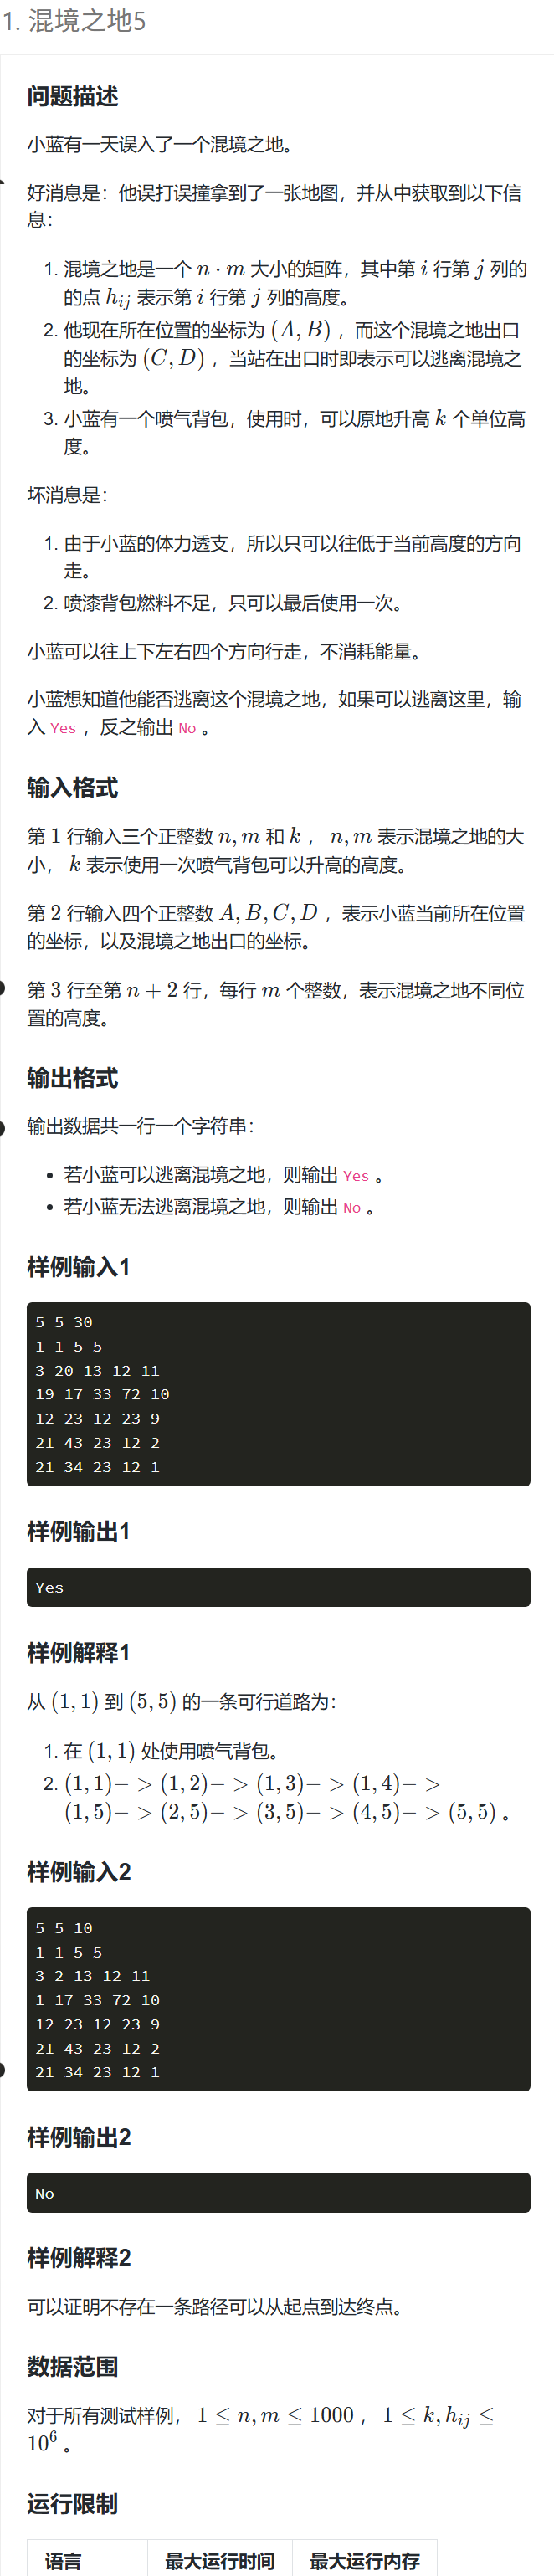 1. 混境之地5
问题描述
小蓝有一天误入了一个混境之地。
好消息是：他误打误撞拿到了一张地图，并从中获取到以下信
息：
1. 混境之地是一个 n · m 大小的矩阵，其中第 i 行第 j 列的
的点 h_{ij} 表示第 i 行第 j 列的高度。
2. 他现在所在位置的坐标为 (A, B) ，而这个混境之地出口
的坐标为 (C, D) ，当站在出口时即表示可以逃离混境之
地。
3. 小蓝有一个喷气背包，使用时，可以原地升高 k 个单位高
度。
坏消息是：
1. 由于小蓝的体力透支，所以只可以往低于当前高度的方向
走。
2. 喷漆背包燃料不足，只可以最后使用一次。
小蓝可以往上下左右四个方向行走，不消耗能量。
小蓝想知道他能否逃离这个混境之地，如果可以逃离这里，输
入 Yes ，反之输出 No 。
输入格式
第 1 行输入三个正整数 n, m 和 k ， n, m 表示混境之地的大
小， k 表示使用一次喷气背包可以升高的高度。
第 2 行输入四个正整数 A, B, C, D ，表示小蓝当前所在位置
的坐标，以及混境之地出口的坐标。
第 3 行至第 n + 2 行，每行 m 个整数，表示混境之地不同位
置的高度。
输出格式
输出数据共一行一个字符串：
• 若小蓝可以逃离混境之地，则输出 Yes 。
• 若小蓝无法逃离混境之地，则输出 No 。
样例输入1
5 5 30
1 1 5 5
3 20 13 12 11
19 17 33 72 10
12 23 12 23 9
21 43 23 12 2
21 34 23 12 1
样例输出1
Yes
样例解释1
从 (1, 1) 到 (5, 5) 的一条可行道路为：
1. 在 (1, 1) 处使用喷气背包。
2. (1, 1)− > (1, 2)− > (1, 3)− > (1, 4)− >
(1, 5)− > (2, 5)− > (3, 5)− > (4, 5)− > (5, 5) 。
样例输入2
5 5 10
1 1 5 5
3 2 13 12 11
1 17 33 72 10
12 23 12 23 9
21 43 23 12 2
21 34 23 12 1
样例输出2
No
样例解释2
可以证明不存在一条路径可以从起点到达终点。
数据范围
对于所有测试样例， 1 ≤ n, m ≤ 1000 ， 1 ≤ k, h_{ij} ≤
10^6 。
运行限制
语言 最大运行时间 最大运行内存